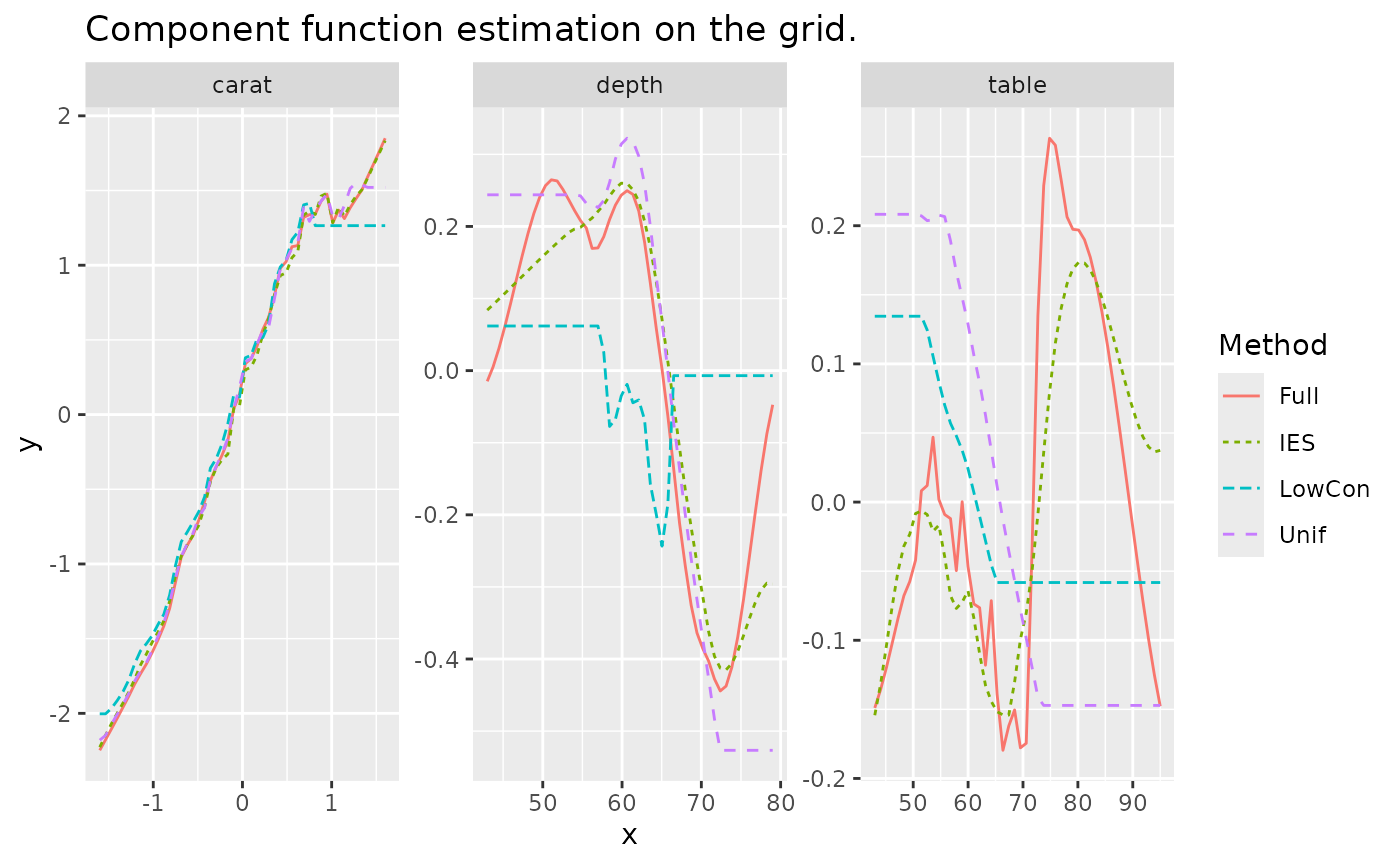 Component function estimation on the grid.
carat
depth
table
y
2
1
0
-1
-2
0.2
0.0
-0.2
-0.4
0.2
0.1
0.0
-0.1
-0.2
-1 0 1
50 60 70 80
50 60 70 80 90
x
Method
Full
IES
LowCon
Unif